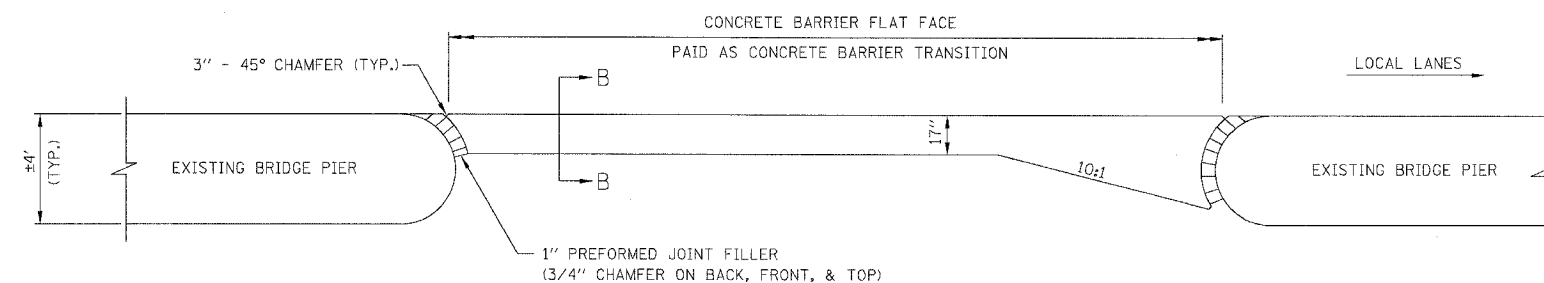 CONCRETE BARRIER FLAT FACE
PAID AS CONCRETE BARRIER TRANSITION
3" - 45° CHAMFER (TYP.)
B
LOCAL LANES
±4'
(TYP.)
EXISTING BRIDGE PIER
17"
10:1
EXISTING BRIDGE PIER
B
1" PREFORMED JOINT FILLER
(3/4" CHAMFER ON BACK, FRONT, & TOP)